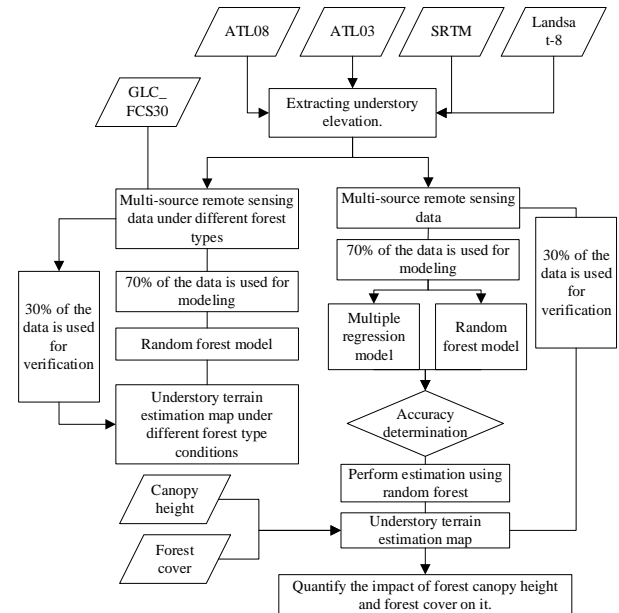 ATL08
ATL03
SRTM
Landsa
t-8
GLC_
FCS30
Extracting understory
elevation.
Multi-source remote sensing
data under different forest
types
Multi-source remote sensing
data
30% of the
data is used
for
verification
70% of the data is used for
modeling
70% of the data is used for
modeling
30% of the
data is used
for
verification
Random forest model
Multiple
regression
model
Random
forest model
Understory terrain
estimation map under
different forest type
conditions
Accuracy
determination
Perform estimation using
random forest
Canopy
height
Forest
cover
Understory terrain
estimation map
Quantify the impact of forest canopy height
and forest cover on it.